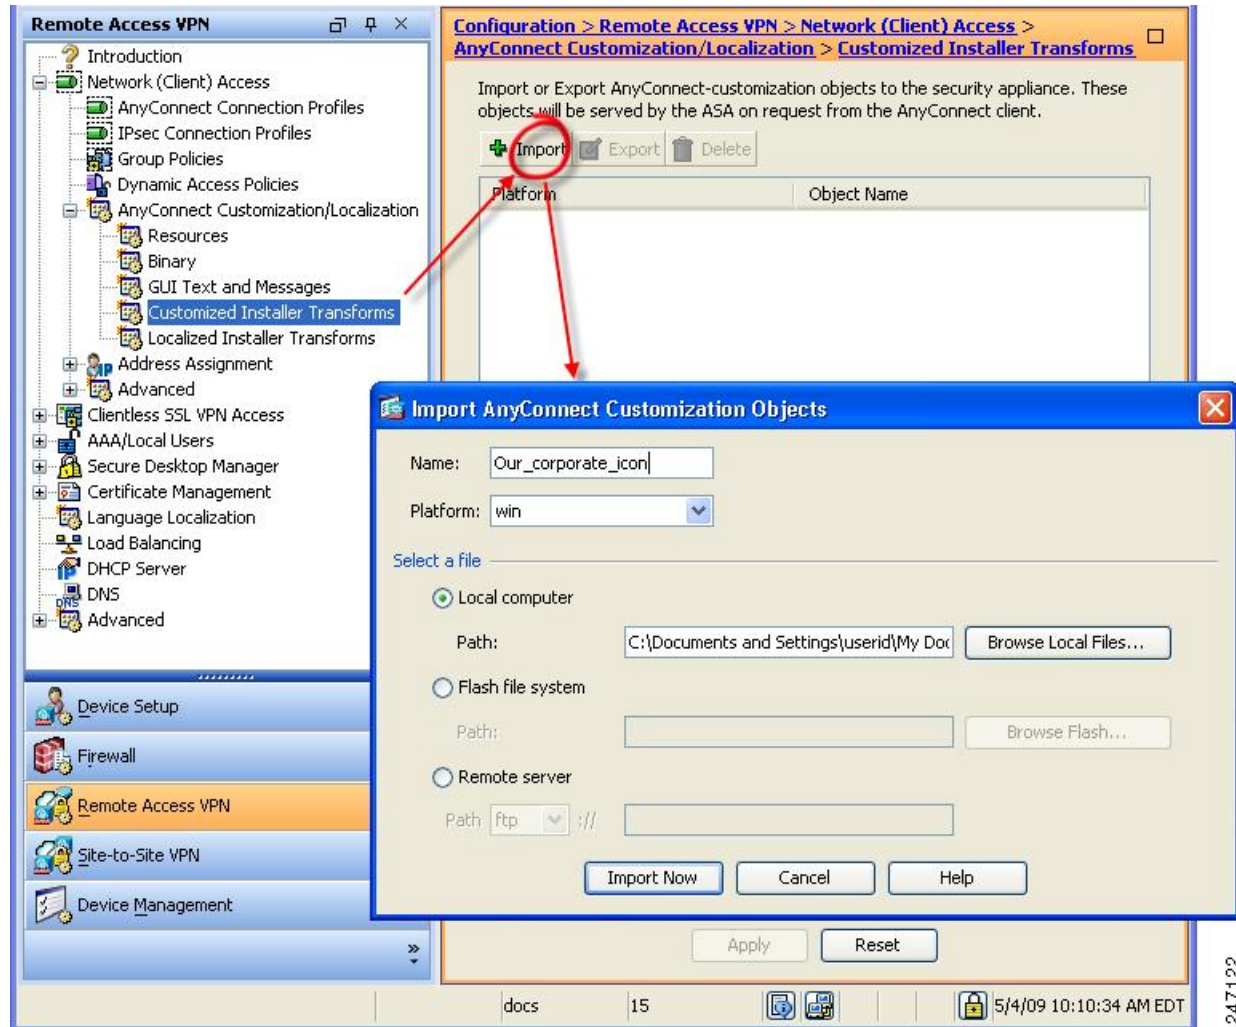 Remote Access VPN
Introduction
Network (Client) Access
AnyConnect Connection Profiles
IPsec Connection Profiles
Group Policies
Dynamic Access Policies
AnyConnect Customization/Localization
Resources
Binary
GUI Text and Messages
Customized Installer Transforms
Localized Installer Transforms
Address Assignment
Advanced
Clientless SSL VPN Access
AAA/Local Users
Secure Desktop Manager
Certificate Management
Language Localization
Load Balancing
DHCP Server
DNS
Advanced
Device Setup
Firewall
Remote Access VPN
Site-to-Site VPN
Device Management
Configuration > Remote Access VPN > Network (Client) Access >
AnyConnect Customization/Localization > Customized Installer Transforms
Import or Export AnyConnect-customization objects to the security appliance. These
objects will be served by the ASA on request from the AnyConnect client.
Import Export Delete
Platform Object Name
Import AnyConnect Customization Objects
Name: Our_corporate_icon
Platform: win
Select a file
Local computer
Path: C:\Documents and Settings\userid\My Doc Browse Local Files...
Flash file system
Path: Browse Flash...
Remote server
Path ftp ://
Import Now Cancel Help
Apply Reset
docs 15 5/4/09 10:10:34 AM EDT
247122